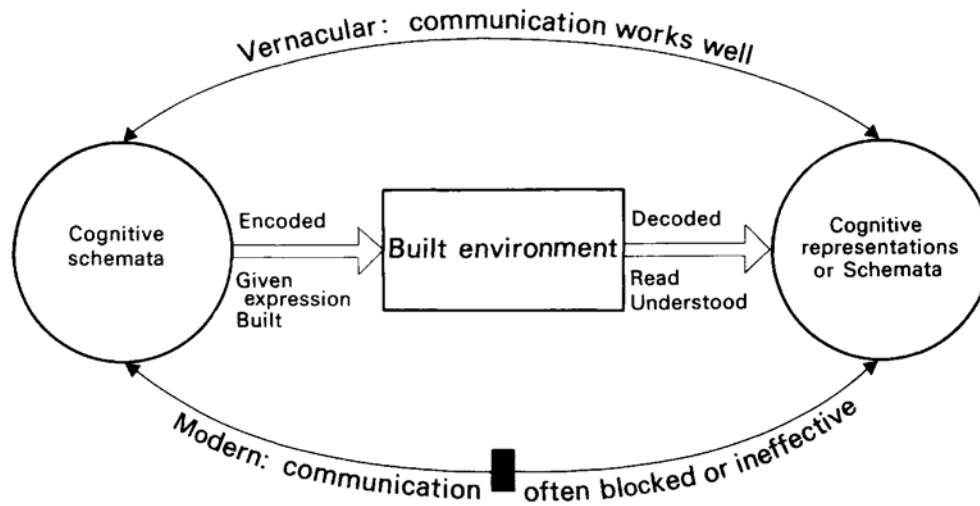 Vernacular: communication works well
Cognitive
schemata
Encoded
Given
expression
Built
Built environment
Decoded
Read
Understood
Cognitive
representations
or Schemata
Modern: communication often blocked or ineffective